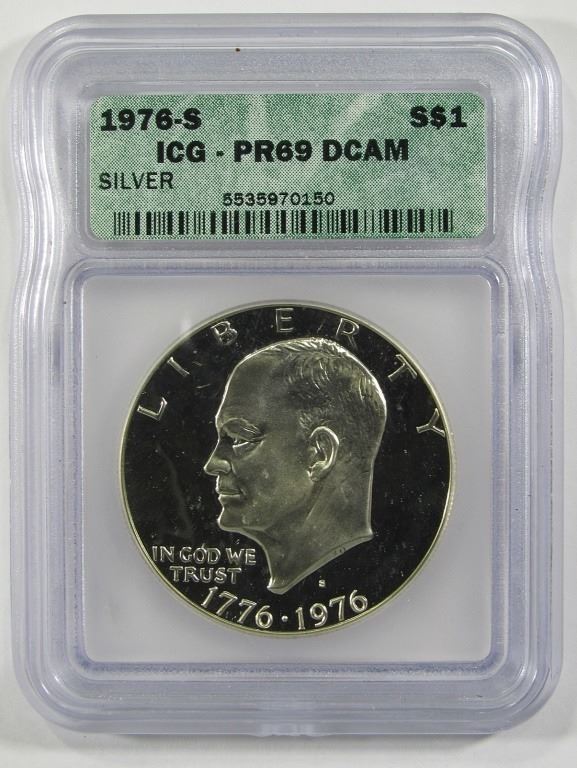 1976-S S$1
ICG - PR69 DCAM
SILVER
5535970150
LIBERTY
IN GOD WE
TRUST
S
1776 · 1976